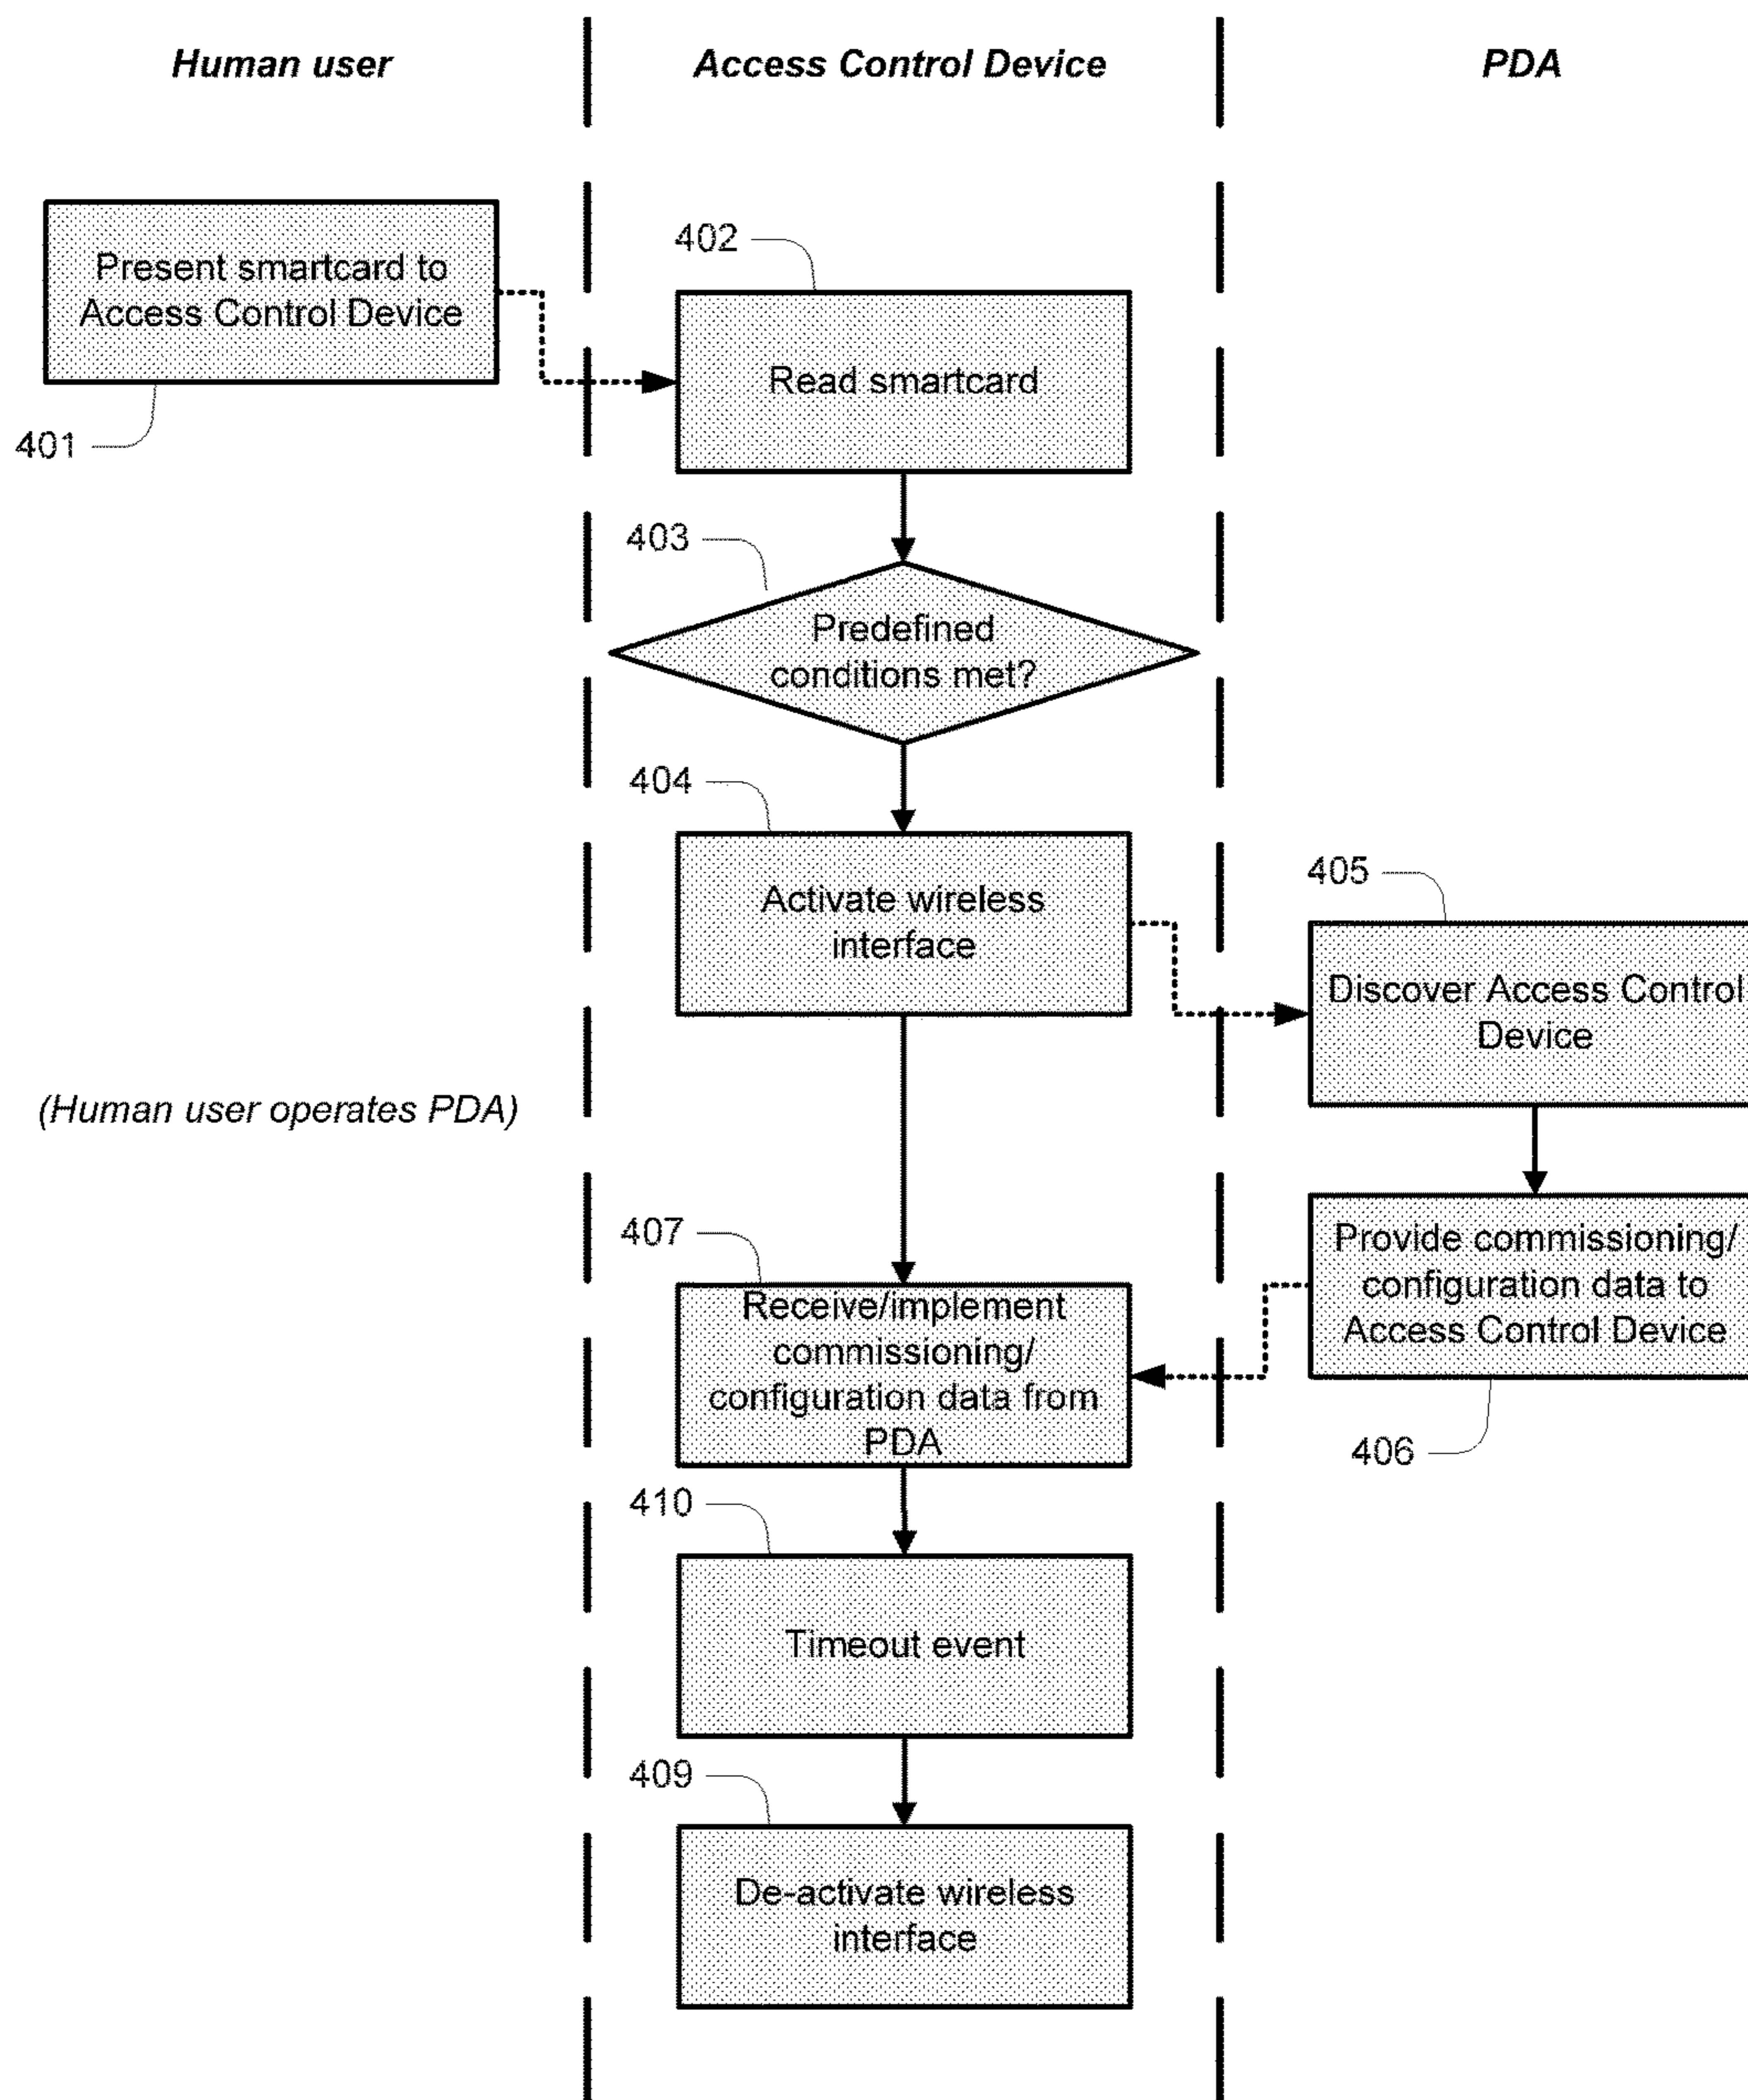 Human user
Access Control Device
PDA
Present smartcard to
Access Control Device
401
402
Read smartcard
403
Predefined
conditions met?
404
Activate wireless
interface
405
Discover Access Control
Device
(Human user operates PDA)
Provide commissioning/
configuration data to
Access Control Device
406
407
Receive/implement
commissioning/
configuration data from
PDA
410
Timeout event
409
De-activate wireless
interface